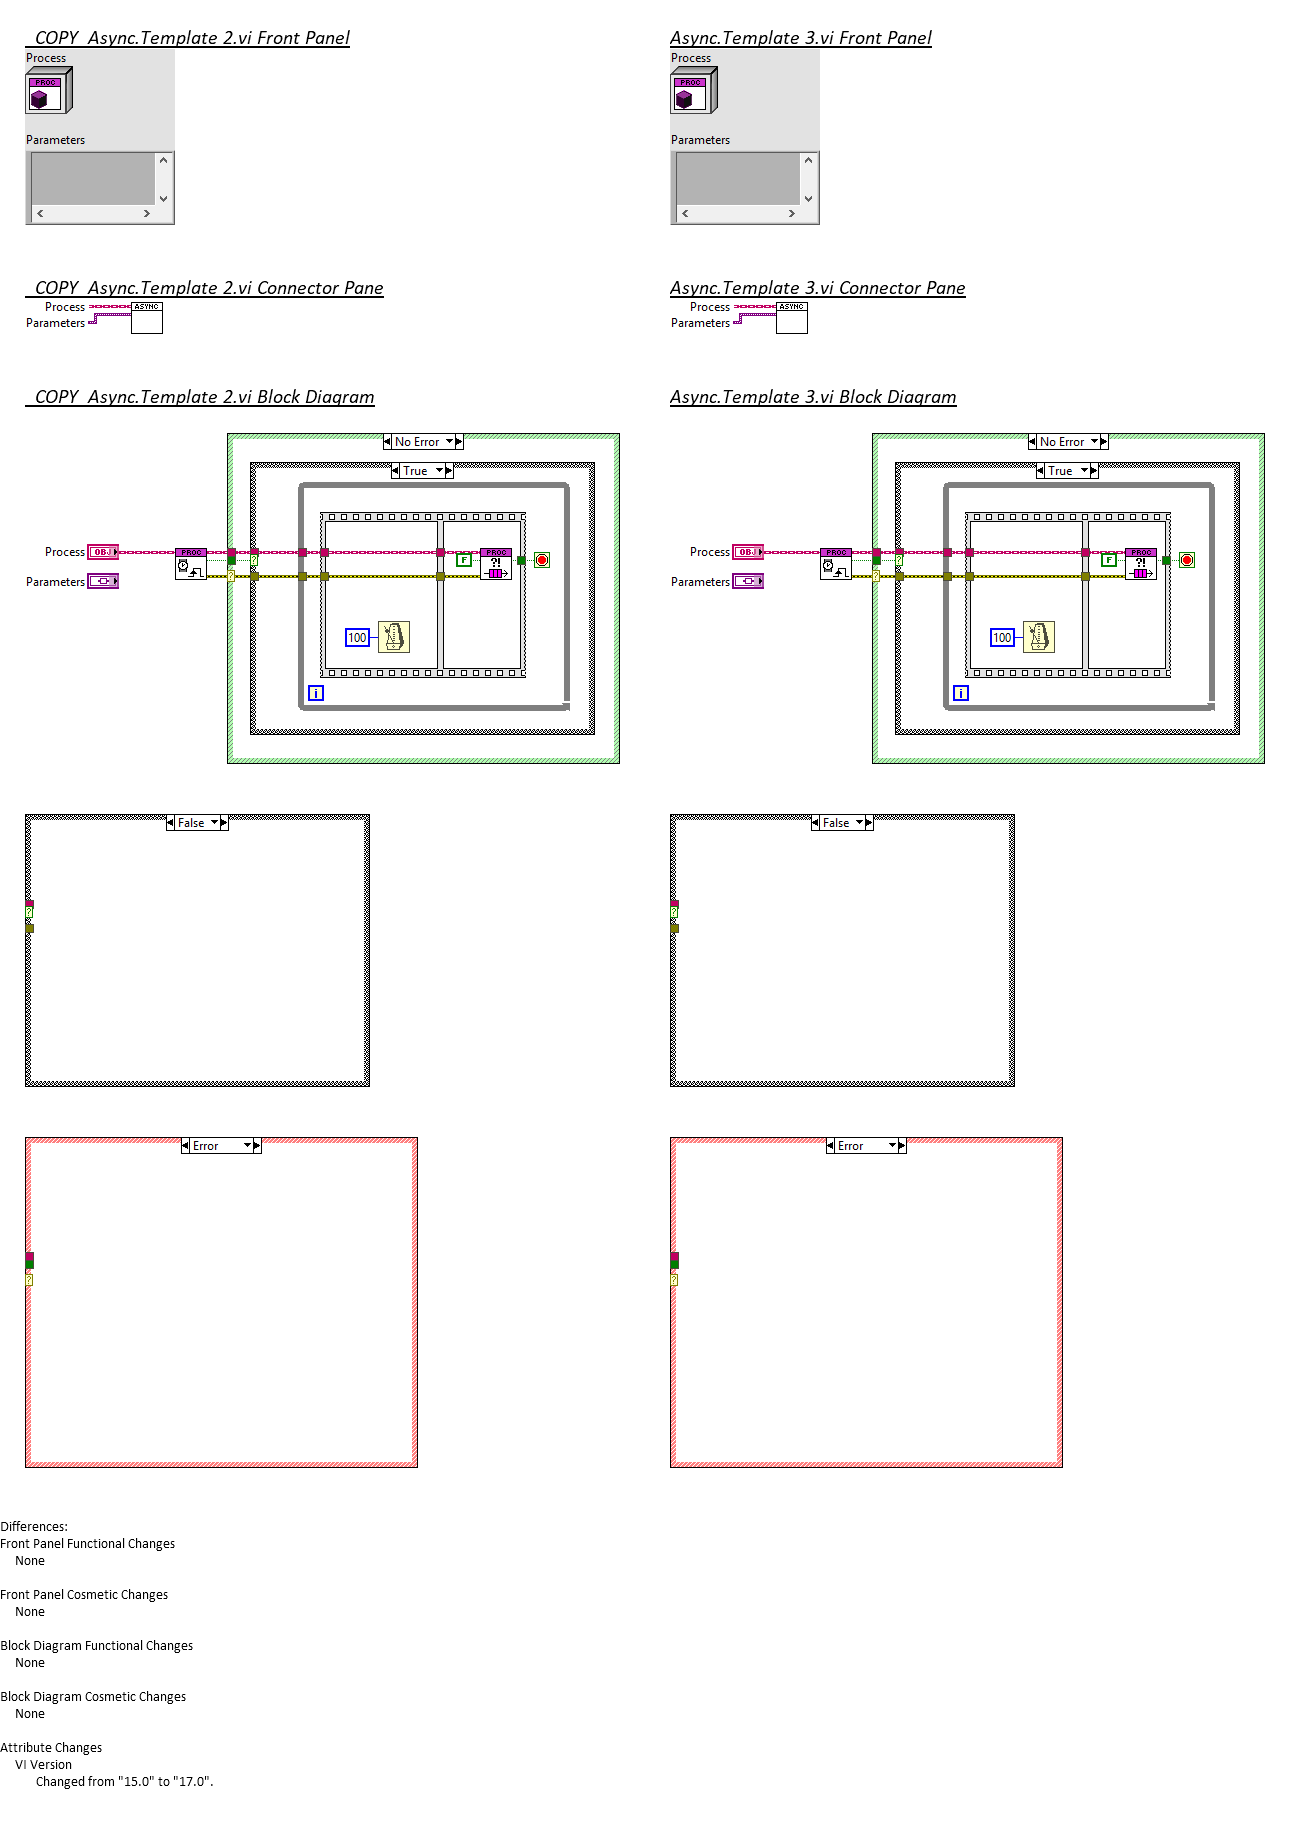 _COPY_Async.Template 2.vi Front Panel
Async.Template 3.vi Front Panel
Process
PROC
Parameters
Process
PROC
Parameters
_COPY_Async.Template 2.vi Connector Pane
Async.Template 3.vi Connector Pane
Process
ASYNC
Parameters
Process
ASYNC
Parameters
_COPY_Async.Template 2.vi Block Diagram
Async.Template 3.vi Block Diagram
No Error
True
Process
OBJ
PROC
?
?
F
PROC
?!
Parameters
100
i
No Error
True
Process
OBJ
PROC
?
?
F
PROC
?!
Parameters
100
i
False
?
False
?
Error
?
Error
?
Differences:
Front Panel Functional Changes
None
Front Panel Cosmetic Changes
None
Block Diagram Functional Changes
None
Block Diagram Cosmetic Changes
None
Attribute Changes
VI Version
Changed from "15.0" to "17.0".